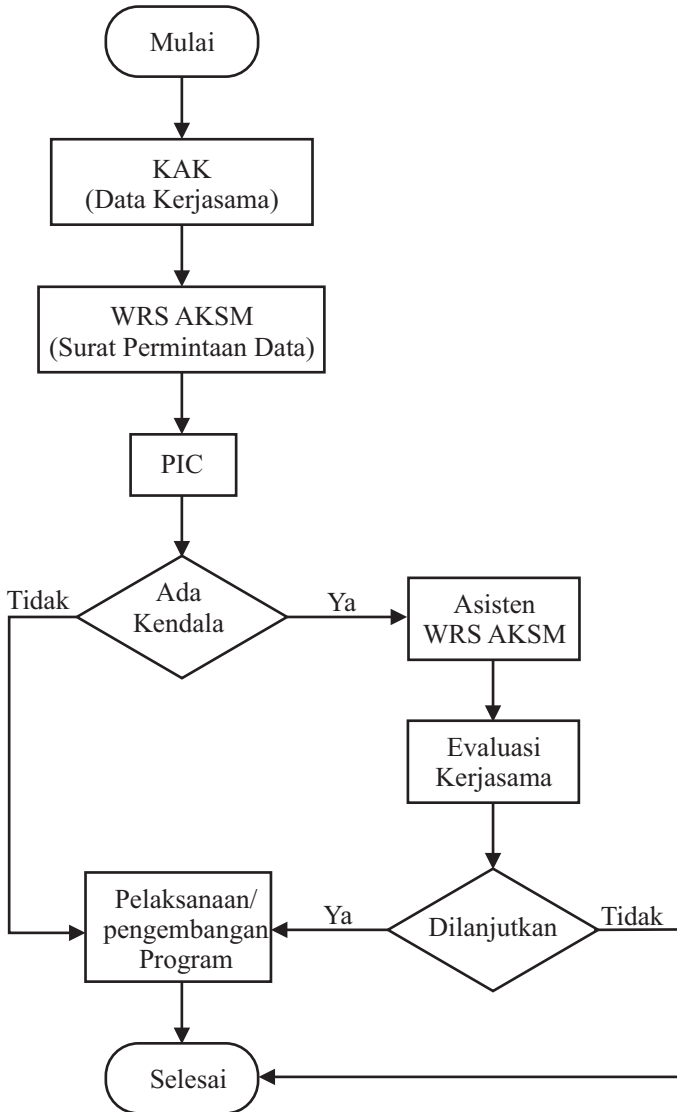 Mulai
KAK
(Data Kerjasama)
WRS AKSM
(Surat Permintaan Data)
PIC
Ada
Kendala
Tidak
Ya
Asisten
WRS AKSM
Evaluasi
Kerjasama
Dilanjutkan
Ya
Tidak
Pelaksanaan/
pengembangan
Program
Selesai